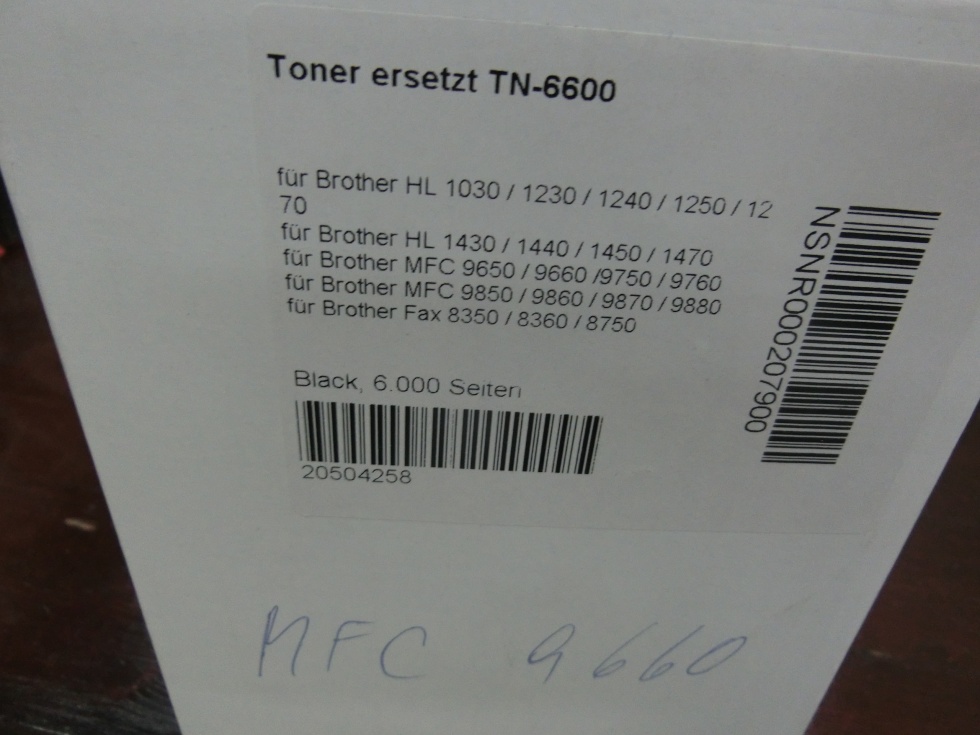 Toner ersetzt TN-6600
für Brother HL 1030 / 1230 / 1240 / 1250 / 12
70
für Brother HL 1430 / 1440 / 1450 / 1470
für Brother MFC 9650 / 9660 /9750 / 9760
für Brother MFC 9850 / 9860 / 9870 / 9880
für Brother Fax 8350 / 8360 / 8750
Black, 6.000 Seiten
20504258
NSNR000207900
MFC 9660